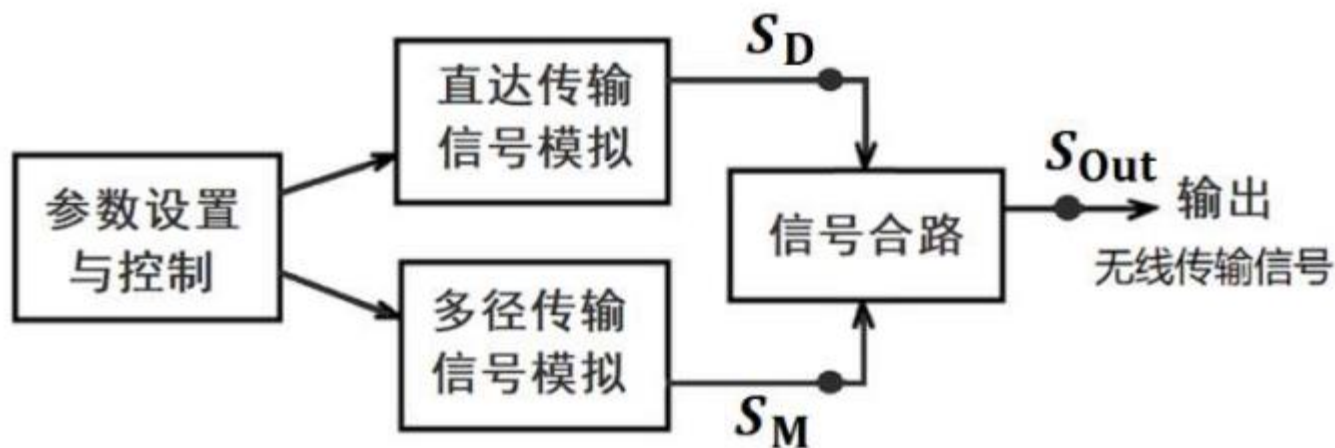 参数设置
与控制
直达传输
信号模拟
多径传输
信号模拟
S_D
S_M
信号合路
S_Out
输出
无线传输信号